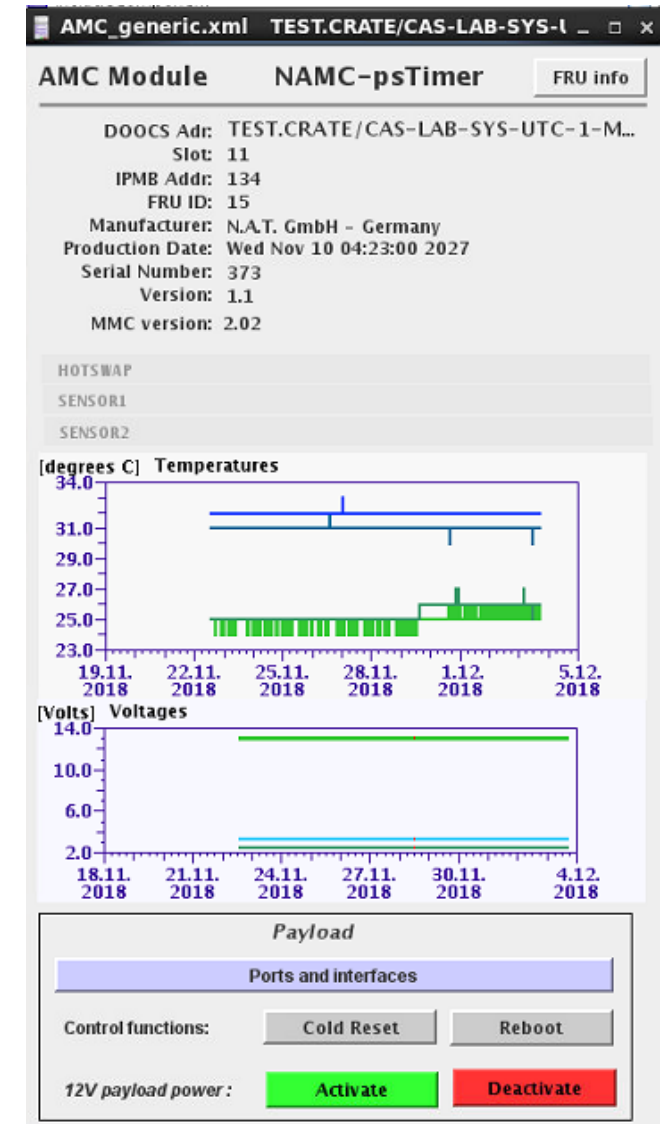 AMC_generic.xml TEST.CRATE/CAS-LAB-SYS-U
AMC Module NAMC-psTimer FRU info
DOOCS Adr: TEST.CRATE/CAS-LAB-SYS-UTC-1-M...
Slot: 11
IPMB Addr: 134
FRU ID: 15
Manufacturer: N.A.T. GmbH - Germany
Production Date: Wed Nov 10 04:23:00 2027
Serial Number: 373
Version: 1.1
MMC version: 2.02
HOTSWAP
SENSOR1
SENSOR2
[degrees C] Temperatures
34.0
31.0
29.0
27.0
25.0
23.0
19.11. 22.11. 25.11. 28.11. 1.12. 5.12.
2018 2018 2018 2018 2018 2018
[Volts] Voltages
14.0
10.0
6.0
2.0
18.11. 21.11. 24.11. 27.11. 30.11. 4.12.
2018 2018 2018 2018 2018 2018
Payload
Ports and interfaces
Control functions: Cold Reset Reboot
12V payload power : Activate Deactivate